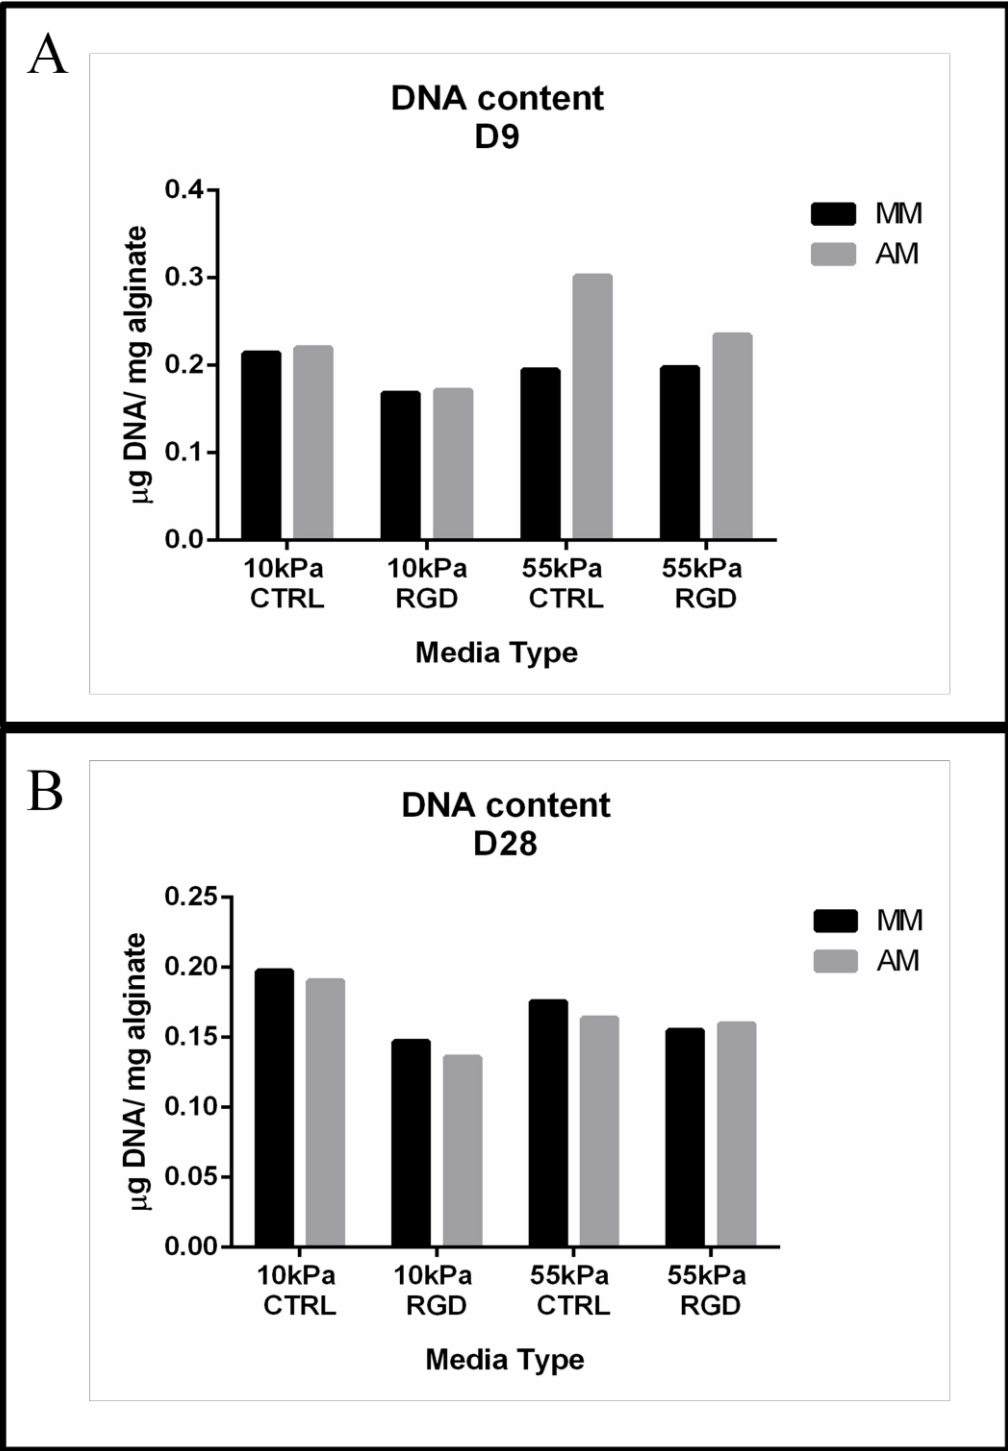 A
DNA content
D9
0.4
0.3
0.2
0.1
0.0
µg DNA/ mg alginate
MM
AM
10kPa CTRL
10kPa RGD
55kPa CTRL
55kPa RGD
Media Type
B
DNA content
D28
0.25
0.20
0.15
0.10
0.05
0.00
µg DNA/ mg alginate
MM
AM
10kPa CTRL
10kPa RGD
55kPa CTRL
55kPa RGD
Media Type